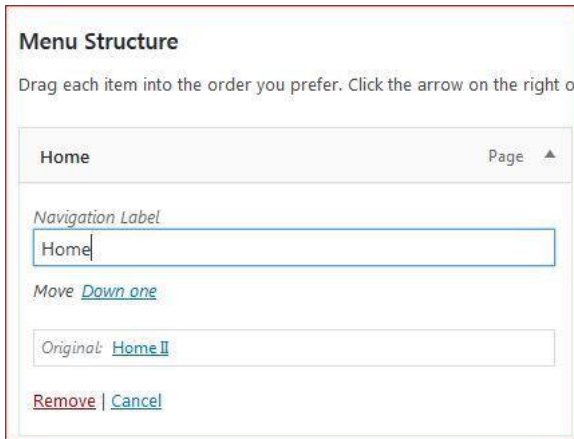 Menu Structure
Drag each item into the order you prefer. Click the arrow on the right o
Home Page
Navigation Label
Home
Move Down one
Original: Home II
Remove | Cancel